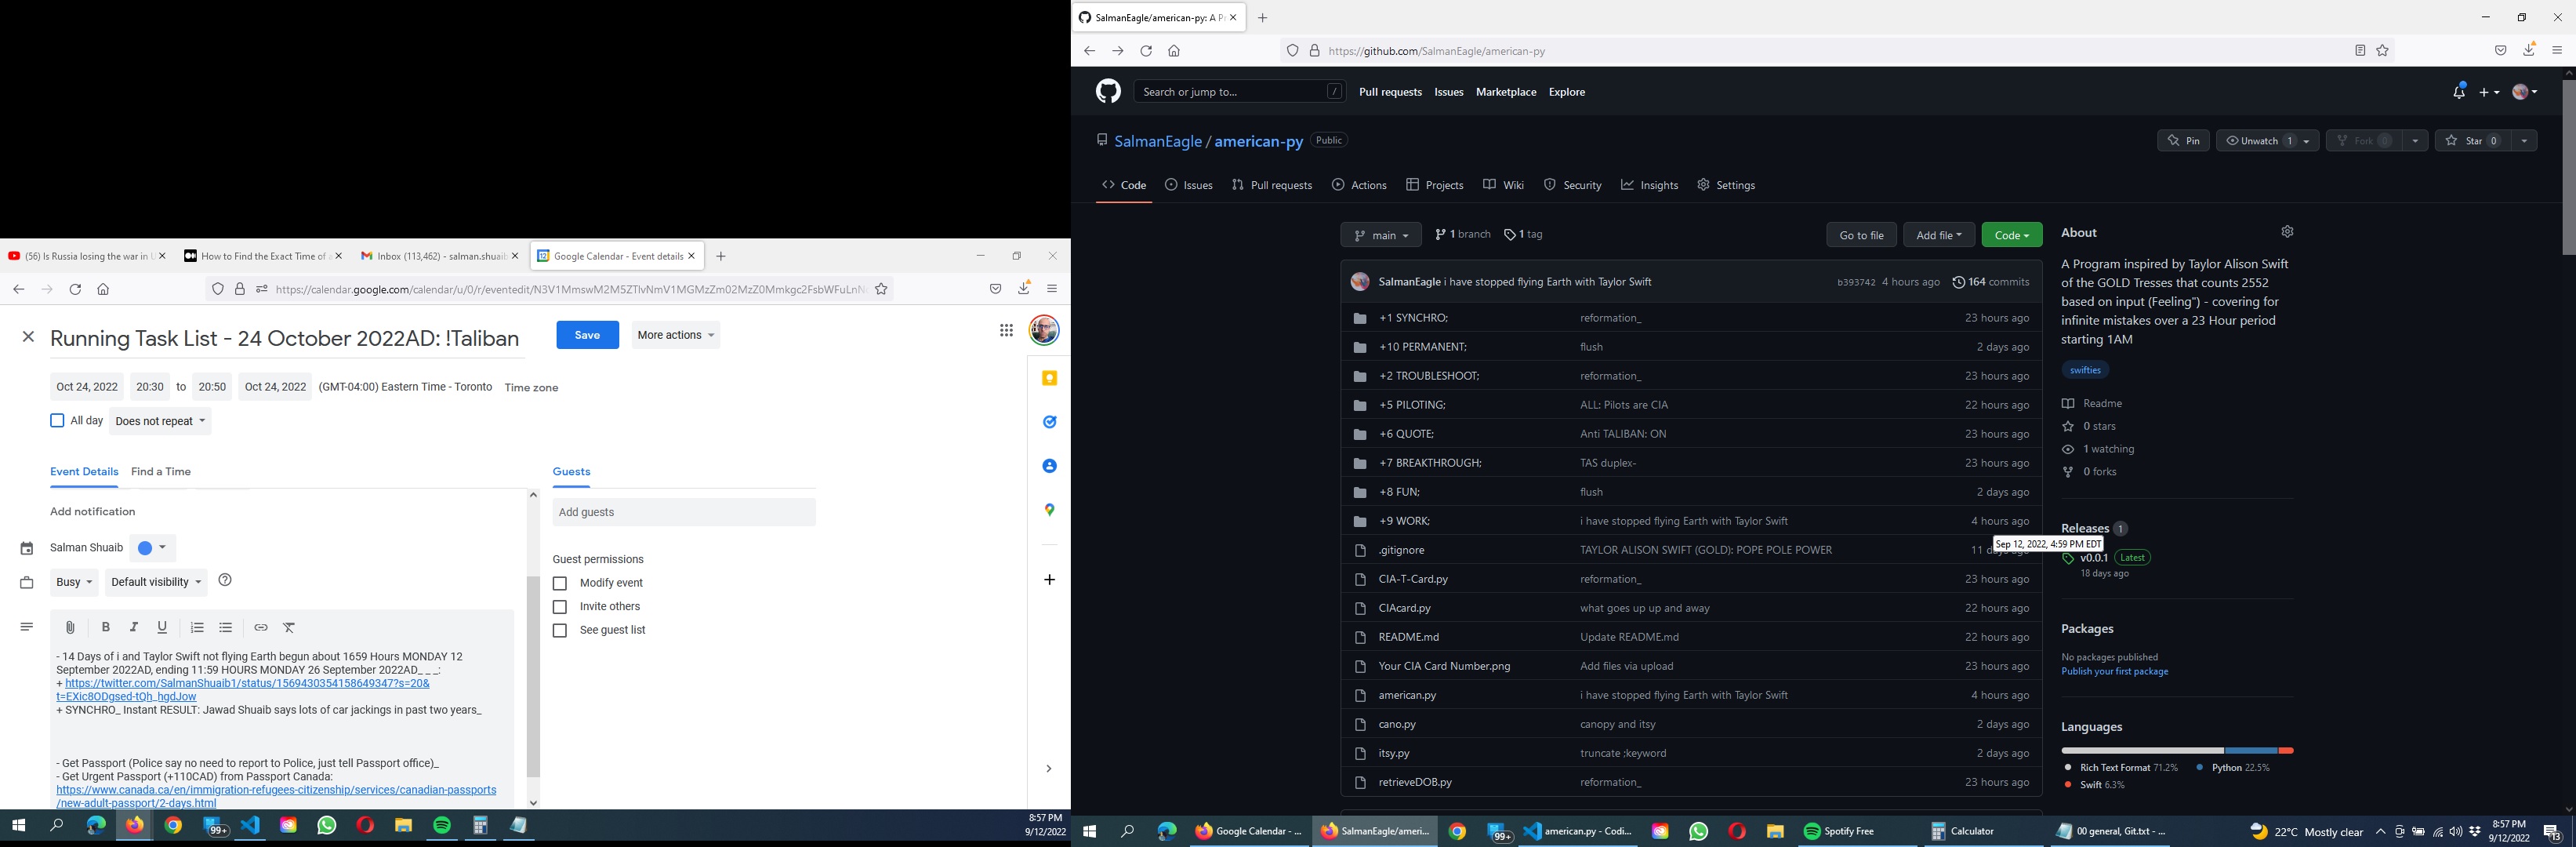 (56) Is Russia losing the war in
How to Find the Exact Time of a
Inbox (113,462) - salman.shuaib
Google Calendar - Event details
https://calendar.google.com/calendar/u/0/r/eventedit/
Running Task List - 24 October 2022AD: !Taliban
Save
More actions
Oct 24, 2022 20:30 to 20:50 Oct 24, 2022 (GMT-04:00) Eastern Time - Toronto Time zone
All day Does not repeat
Event Details Find a Time
Guests
Add notification
Add guests
Salman Shuaib
Guest permissions
Busy Default visibility
Modify event
Invite others
See guest list
B I U
- 14 Days of i and Taylor Swift not flying Earth begun about 1659 Hours MONDAY 12
September 2022AD, ending 11:59 HOURS MONDAY 26 September 2022AD_ _ _:
+ https://twitter.com/SalmanShuaib1/status/1569430354158649347?s=20&
t=EXic8ODgsed-tQh_hgdJow
+ SYNCHRO_ Instant RESULT: Jawad Shuaib says lots of car jackings in past two years_
- Get Passport (Police say no need to report to Police, just tell Passport office)_
- Get Urgent Passport (+110CAD) from Passport Canada:
https://www.canada.ca/en/immigration-refugees-citizenship/services/canadian-passports
/new-adult-passport/2-days.html
99+
8:57 PM
9/12/2022
SalmanEagle/american-py: A P
https://github.com/SalmanEagle/american-py
Search or jump to... /
Pull requests Issues Marketplace Explore
SalmanEagle / american-py Public
Pin Unwatch 1 Fork 0 Star 0
Code Issues Pull requests Actions Projects Wiki Security Insights Settings
main 1 branch 1 tag
Go to file Add file Code
SalmanEagle i have stopped flying Earth with Taylor Swift b393742 4 hours ago 164 commits
+1 SYNCHRO; reformation_ 23 hours ago
+10 PERMANENT; flush 2 days ago
+2 TROUBLESHOOT; reformation_ 23 hours ago
+5 PILOTING; ALL: Pilots are CIA 22 hours ago
+6 QUOTE; Anti TALIBAN: ON 23 hours ago
+7 BREAKTHROUGH; TAS duplex- 23 hours ago
+8 FUN; flush 2 days ago
+9 WORK; i have stopped flying Earth with Taylor Swift 4 hours ago
.gitignore TAYLOR ALISON SWIFT (GOLD): POPE POLE POWER 11
Sep 12, 2022, 4:59 PM EDT
CIA-T-Card.py reformation_ 23 hours ago
CIAcard.py what goes up up and away 22 hours ago
README.md Update README.md 22 hours ago
Your CIA Card Number.png Add files via upload 23 hours ago
american.py i have stopped flying Earth with Taylor Swift 4 hours ago
cano.py canopy and itsy 2 days ago
itsy.py truncate ;keyword 2 days ago
retrieveDOB.py reformation_ 23 hours ago
About
A Program inspired by Taylor Alison Swift
of the GOLD Tresses that counts 2552
based on input (Feeling") - covering for
infinite mistakes over a 23 Hour period
starting 1AM
swifties
Readme
0 stars
1 watching
0 forks
Releases 1
v0.0.1 Latest
18 days ago
Packages
No packages published
Publish your first package
Languages
Rich Text Format 71.2% Python 22.5%
Swift 6.3%
Google Calendar - ...
SalmanEagle/ameri...
99+
american.py - Codi...
Spotify Free
Calculator
00 general, Git.txt - ...
22°C Mostly clear
8:57 PM
9/12/2022
13